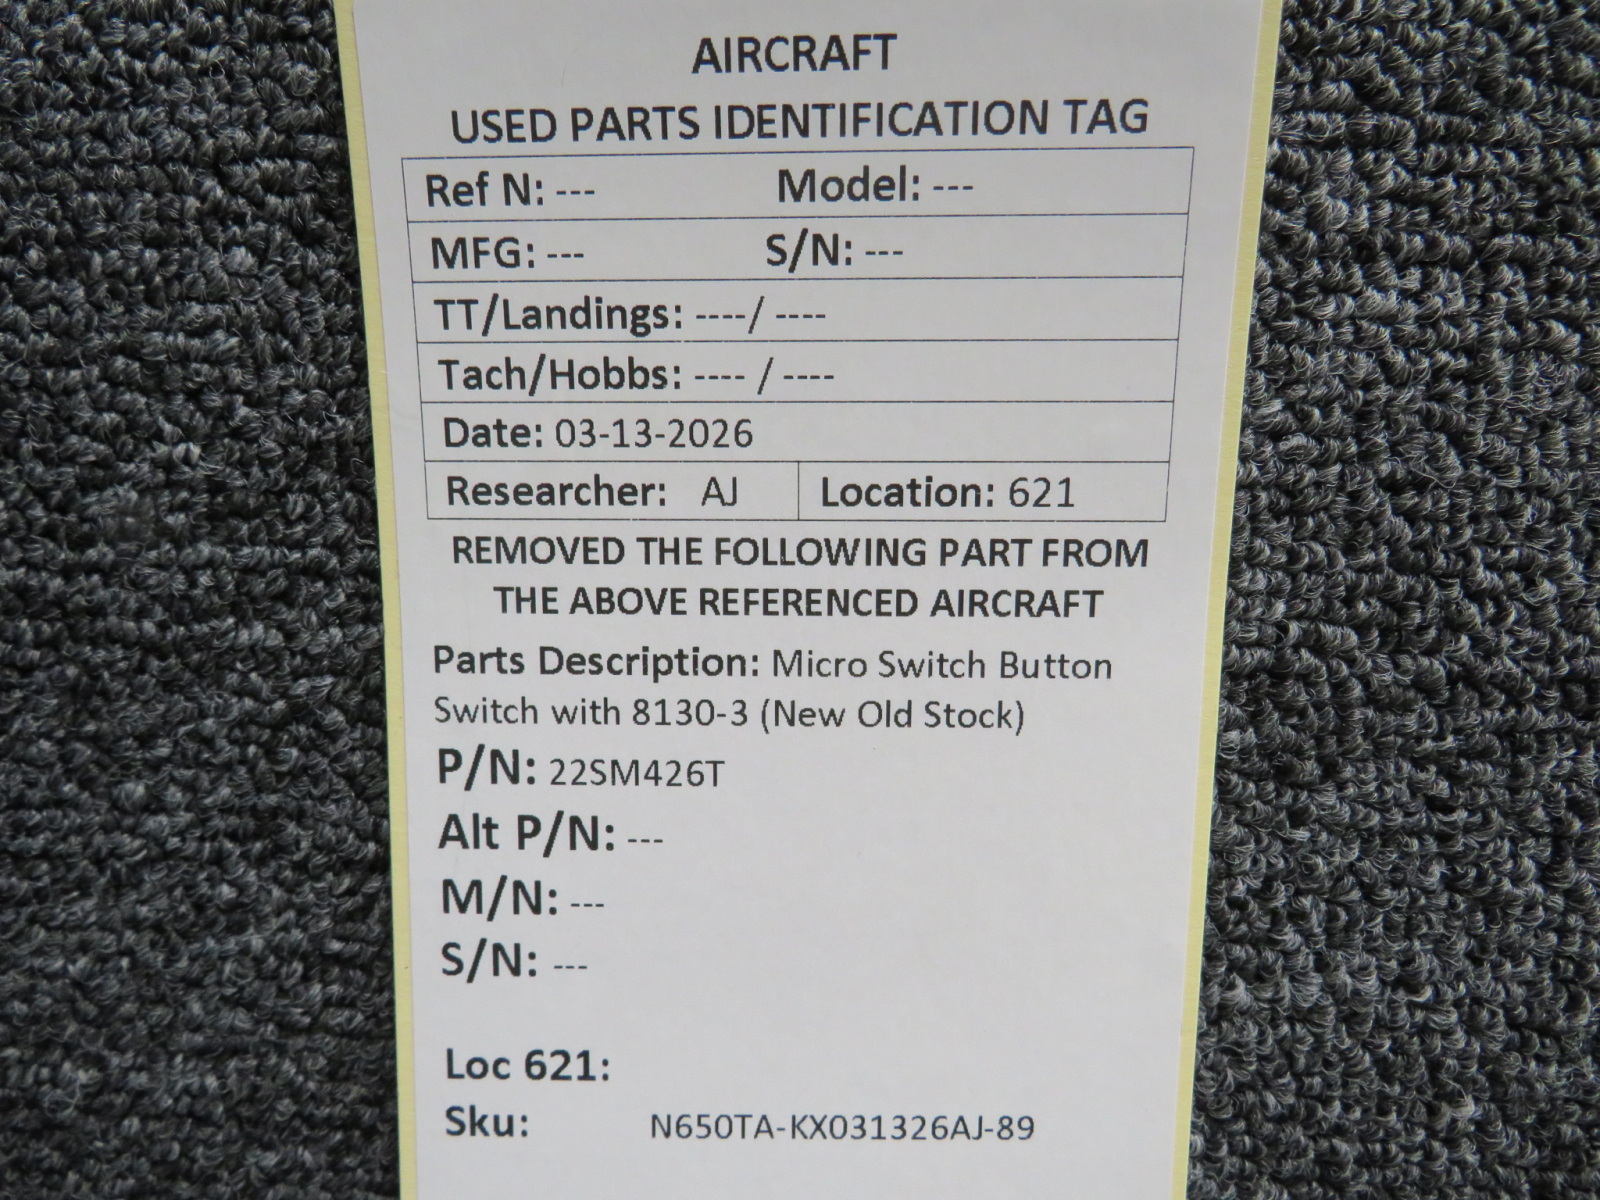 AIRCRAFT
USED PARTS IDENTIFICATION TAG
Ref N: --- Model: ---
MFG: --- S/N: ---
TT/Landings: ----/ ----
Tach/Hobbs: ---- / ----
Date: 03-13-2026
Researcher: AJ Location: 621
REMOVED THE FOLLOWING PART FROM
THE ABOVE REFERENCED AIRCRAFT
Parts Description: Micro Switch Button
Switch with 8130-3 (New Old Stock)
P/N: 22SM426T
Alt P/N: ---
M/N: ---
S/N: ---
Loc 621:
Sku: N650TA-KX031326AJ-89